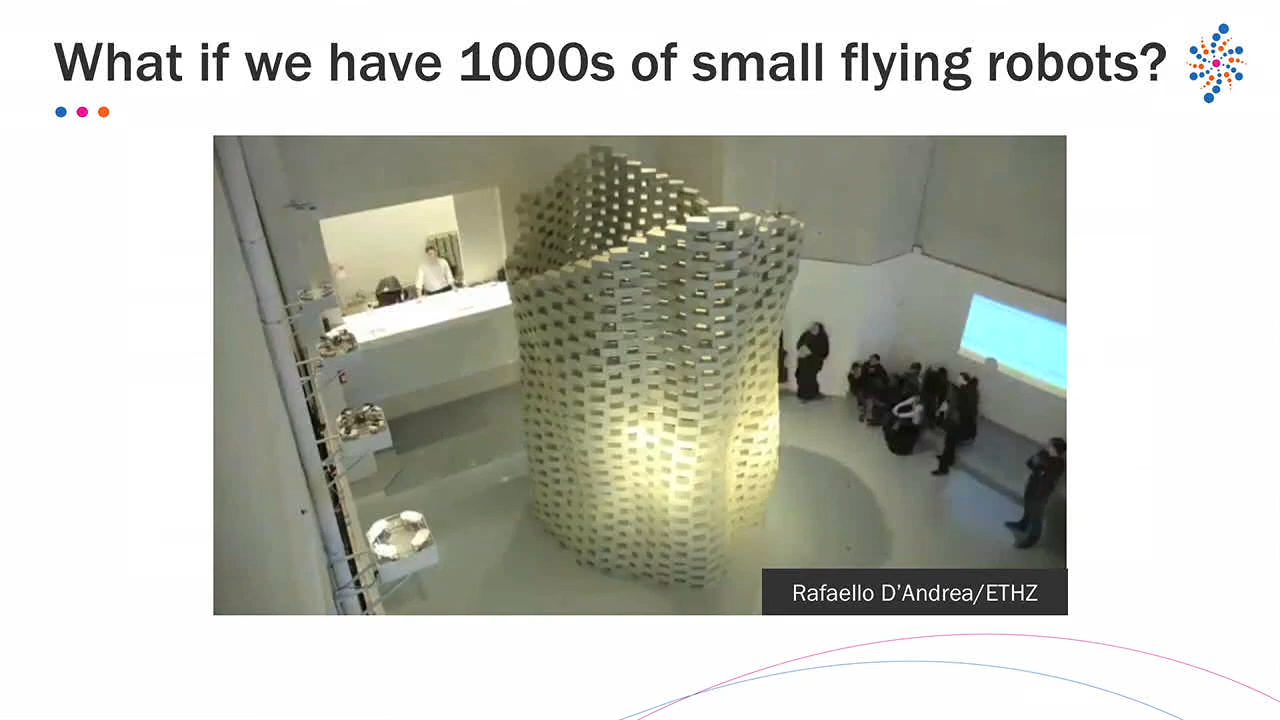 What if we have 1000s of small flying robots?
Rafaello D'Andrea/ETHZ